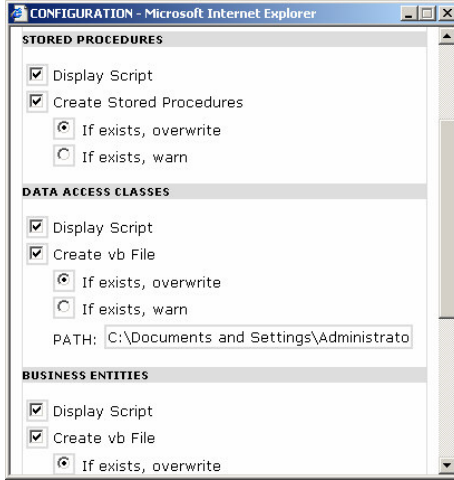 CONFIGURATION - Microsoft Internet Explorer
STORED PROCEDURES
Display Script
Create Stored Procedures
If exists, overwrite
If exists, warn
DATA ACCESS CLASSES
Display Script
Create vb File
If exists, overwrite
If exists, warn
PATH: C:\Documents and Settings\Administrato
BUSINESS ENTITIES
Display Script
Create vb File
If exists, overwrite